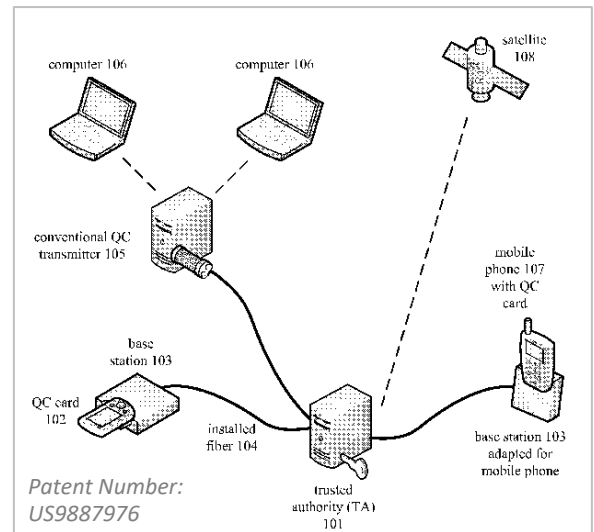 satellite
108
computer 106
computer 106
conventional QC
transmitter 105
mobile
phone 107
with QC
card
base
station 103
QC card
102
installed
fiber 104
base station 103
adapted for
mobile phone
trusted
authority (TA)
101
Patent Number:
US9887976